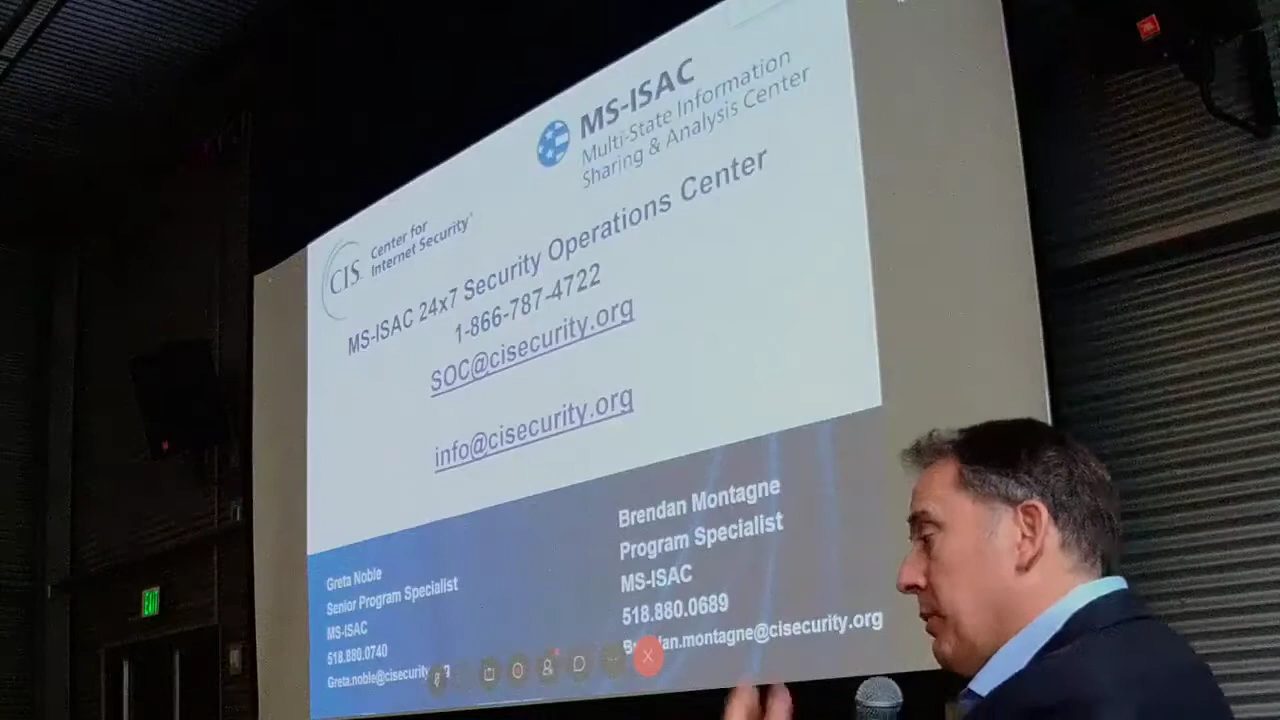 MS-ISAC
Multi-State Information
Sharing & Analysis Center
CIS
Center for
Internet Security
MS-ISAC 24x7 Security Operations Center
1-866-787-4722
SOC@cisecurity.org
info@cisecurity.org
Greta Noble
Senior Program Specialist
MS-ISAC
518.880.0740
Brendan Montagne
Program Specialist
MS-ISAC
518.880.0689
EXIT